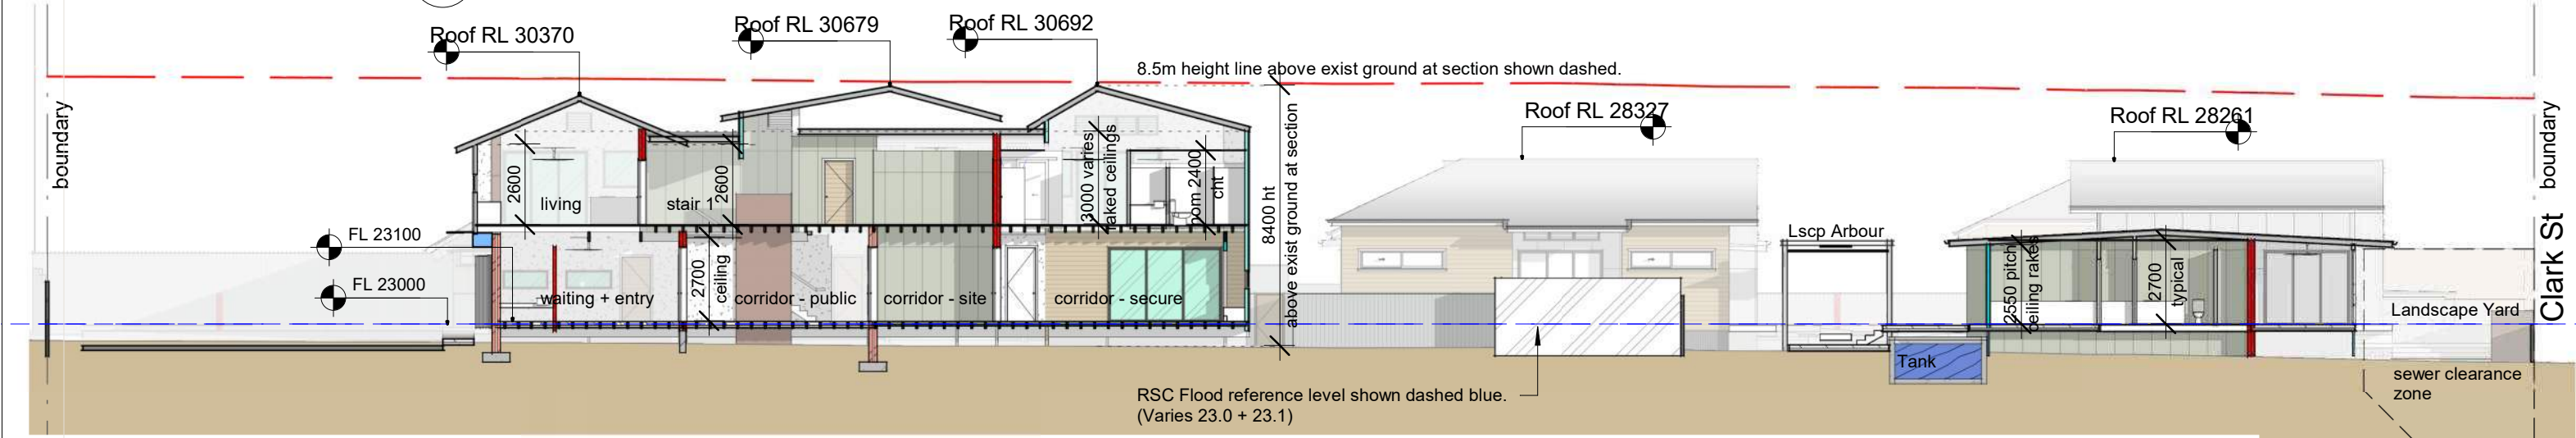 Roof RL 30370
Roof RL 30679
Roof RL 30692
8.5m height line above exist ground at section shown dashed.
Roof RL 28327
Roof RL 28261
boundary
boundary
Clark St
2600
living
stair 1
2600
3000 varies
raked ceilings
nom 2400
cht
8400 ht
above exist ground at section
FL 23100
FL 23000
waiting + entry
2700
ceiling
corridor - public
corridor - site
corridor - secure
Lscp Arbour
2550 pitch
ceiling rakes
2700
typical
Landscape Yard
Tank
RSC Flood reference level shown dashed blue.
(Varies 23.0 + 23.1)
sewer clearance
zone